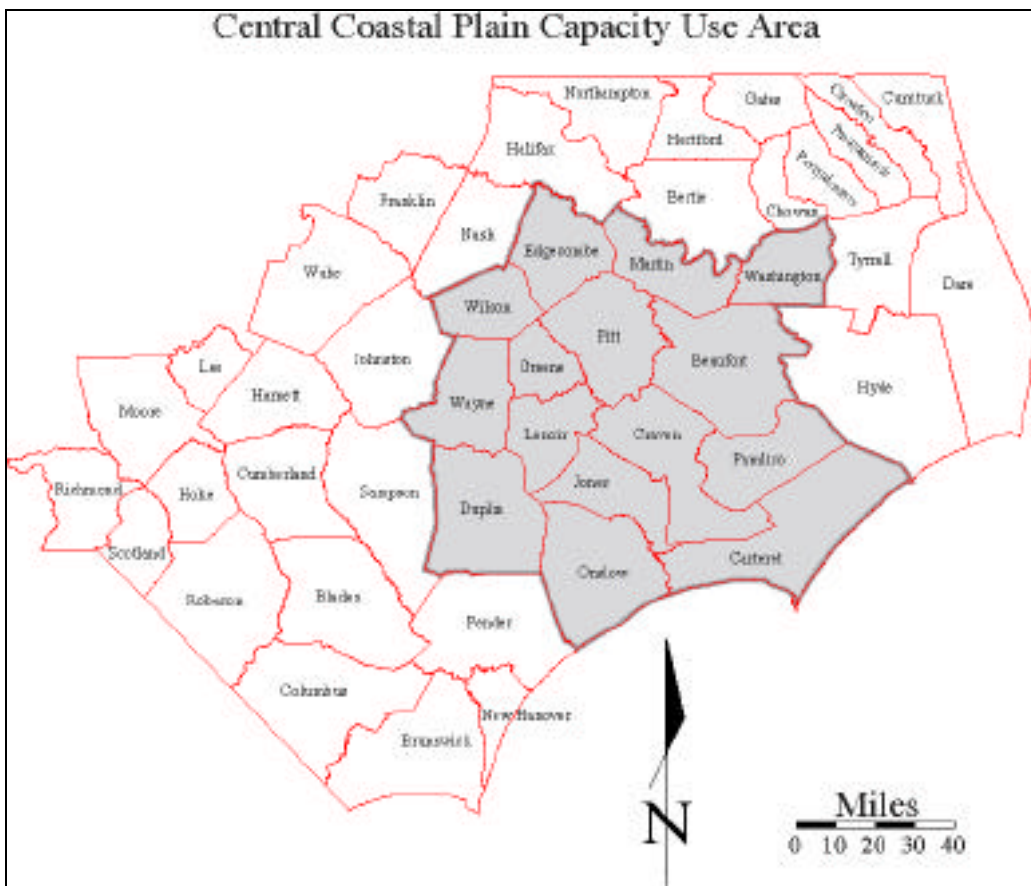 Central Coastal Plain Capacity Use Area
Northampton
Gates
Camden
Currituck
Halifax
Hertford
Pasquotank
Perquimans
Franklin
Bertie
Chowan
Nash
Edgecombe
Martin
Washington
Tyrrall
Wake
Dare
Wilson
Pitt
Johnston
Greene
Beaufort
Lee
Harnett
Hyde
Moore
Wayne
Lenoir
Craven
Pamlico
Cumberland
Richmond
Hoke
Sampson
Jones
Duplin
Scotland
Carteret
Onslow
Roberson
Bladen
Pender
Columbus
New Hanover
Brunswick
N
Miles
0 10 20 30 40